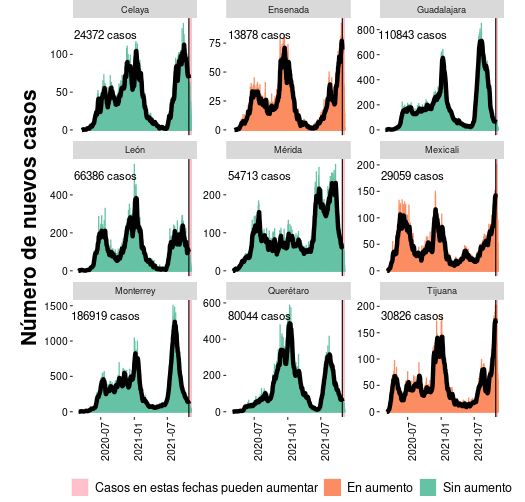 Celaya
Ensenada
Guadalajara
24372 casos
13878 casos
110843 casos
100
50
0
75
50
25
0
800
600
400
200
0
León
Mérida
Mexicali
66386 casos
54713 casos
29059 casos
400
200
0
200
100
0
200
150
100
50
0
Monterrey
Querétaro
Tijuana
186919 casos
80044 casos
30826 casos
1500
1000
500
0
600
400
200
0
200
150
100
50
0
2020-07
2021-01
2021-07
2020-07
2021-01
2021-07
2020-07
2021-01
2021-07
Número de nuevos casos
Casos en estas fechas pueden aumentar
En aumento
Sin aumento